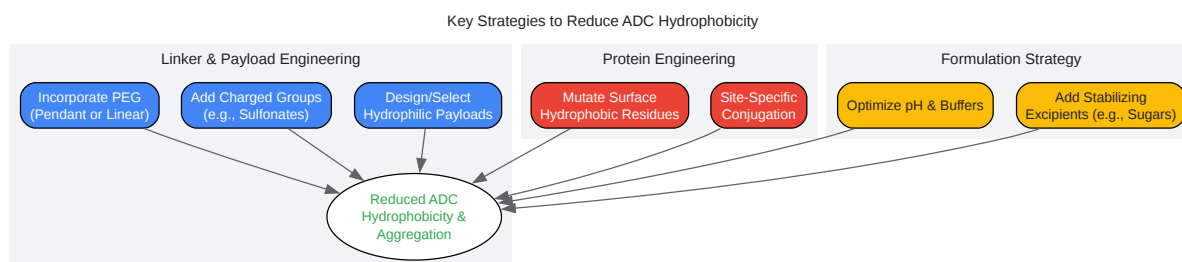 Key Strategies to Reduce ADC Hydrophobicity
Linker & Payload Engineering
Protein Engineering
Formulation Strategy
Incorporate PEG
(Pendant or Linear)
Add Charged Groups
(e.g., Sulfonates)
Design/Select
Hydrophilic Payloads
Mutate Surface
Hydrophobic Residues
Site-Specific
Conjugation
Optimize pH & Buffers
Add Stabilizing
Excipients (e.g., Sugars)
Reduced ADC
Hydrophobicity &
Aggregation